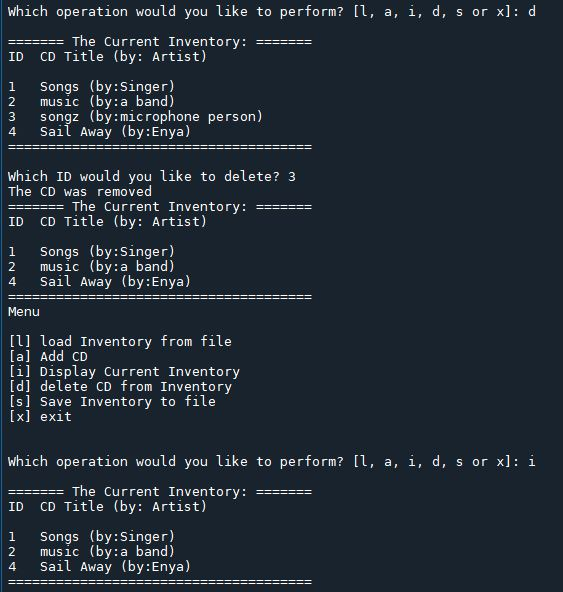 Which operation would you like to perform? [l, a, i, d, s or x]: d
======= The Current Inventory: =======
ID  CD Title (by: Artist)
1   Songs (by:Singer)
2   music (by:a band)
3   songz (by:microphone person)
4   Sail Away (by:Enya)
======================================
Which ID would you like to delete? 3
The CD was removed
======= The Current Inventory: =======
ID  CD Title (by: Artist)
1   Songs (by:Singer)
2   music (by:a band)
4   Sail Away (by:Enya)
======================================
Menu
[l] load Inventory from file
[a] Add CD
[i] Display Current Inventory
[d] delete CD from Inventory
[s] Save Inventory to file
[x] exit
Which operation would you like to perform? [l, a, i, d, s or x]: i
======= The Current Inventory: =======
ID  CD Title (by: Artist)
1   Songs (by:Singer)
2   music (by:a band)
4   Sail Away (by:Enya)
======================================